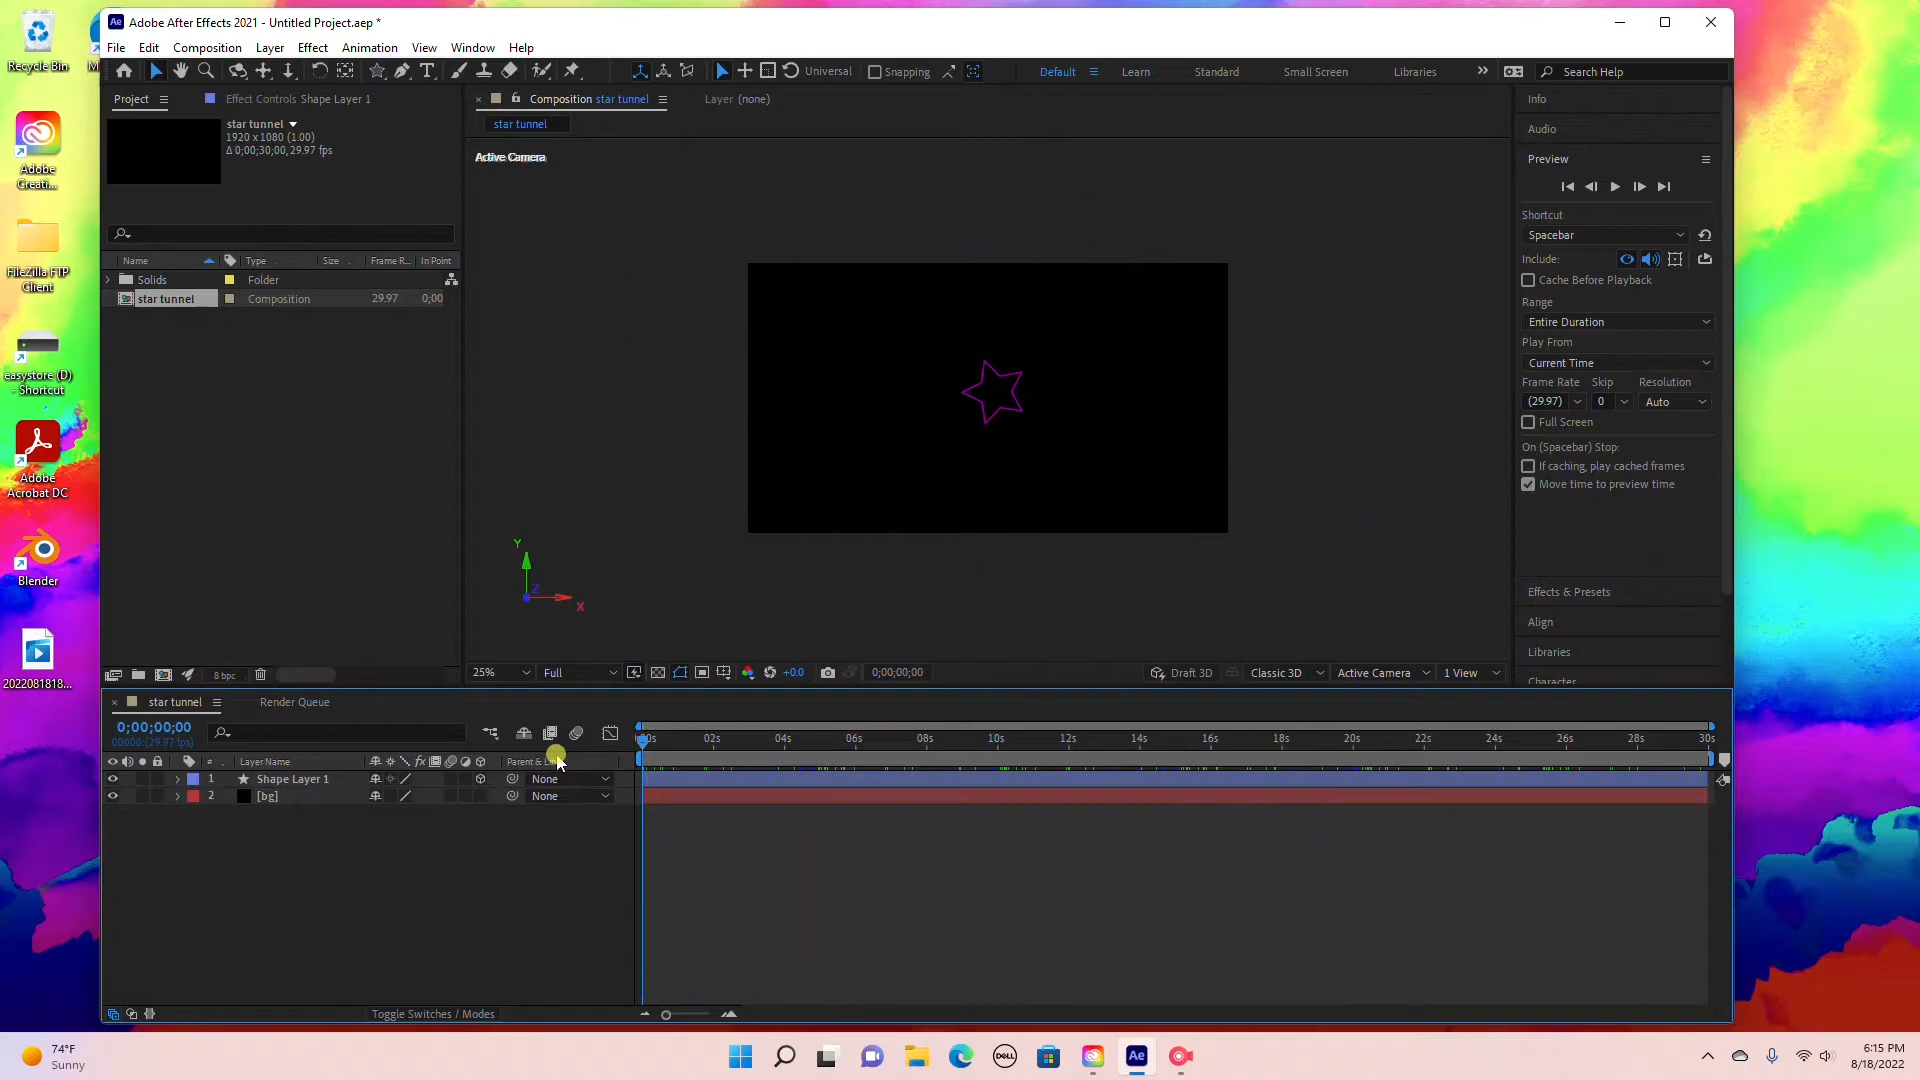 Recycle Bin
Adobe
Creati...
FileZilla FTP
Client
easystore (D)
- Shortcut
Adobe
Acrobat DC
Blender
2022081818...
Ae
Adobe After Effects 2021 - Untitled Project.aep *
File Edit Composition Layer Effect Animation View Window Help
Universal Snapping Default Learn Standard Small Screen Libraries Search Help
Project Effect Controls Shape Layer 1
star tunnel
1920 x 1080 (1.00)
Δ 0;00;30;00, 29.97 fps
Name Type Size Frame R... In Point
Solids Folder
star tunnel Composition 29.97 0;00
8 bpc
Composition star tunnel Layer (none)
star tunnel
Active Camera
Y
Z
X
25% Full +0.0 0;00;00;00 Draft 3D Classic 3D Active Camera 1 View
Info
Audio
Preview
Shortcut
Spacebar
Include:
Cache Before Playback
Range
Entire Duration
Play From
Current Time
Frame Rate Skip Resolution
(29.97) 0 Auto
Full Screen
On (Spacebar) Stop:
If caching, play cached frames
Move time to preview time
Effects & Presets
Align
Libraries
Character
star tunnel Render Queue
0;00;00;00
00000 (29.97 fps)
02s 04s 06s 08s 10s 12s 14s 16s 18s 20s 22s 24s 26s 28s 30s
# Layer Name fx Parent &
1 Shape Layer 1 None
2 [bg] None
Toggle Switches / Modes
74°F
Sunny
DELL
Ae
6:15 PM
8/18/2022